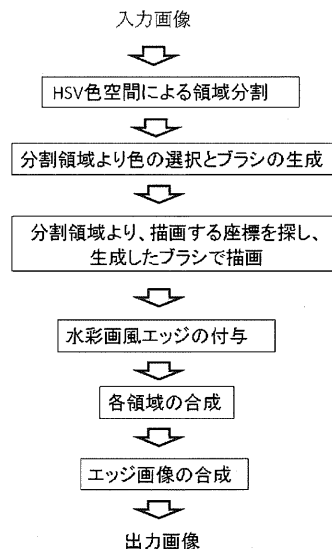 入力画像
HSV色空間による領域分割
分割領域より色の選択とブラシの生成
分割領域より、描画する座標を探し、
生成したブラシで描画
水彩画風エッジの付与
各領域の合成
エッジ画像の合成
出力画像